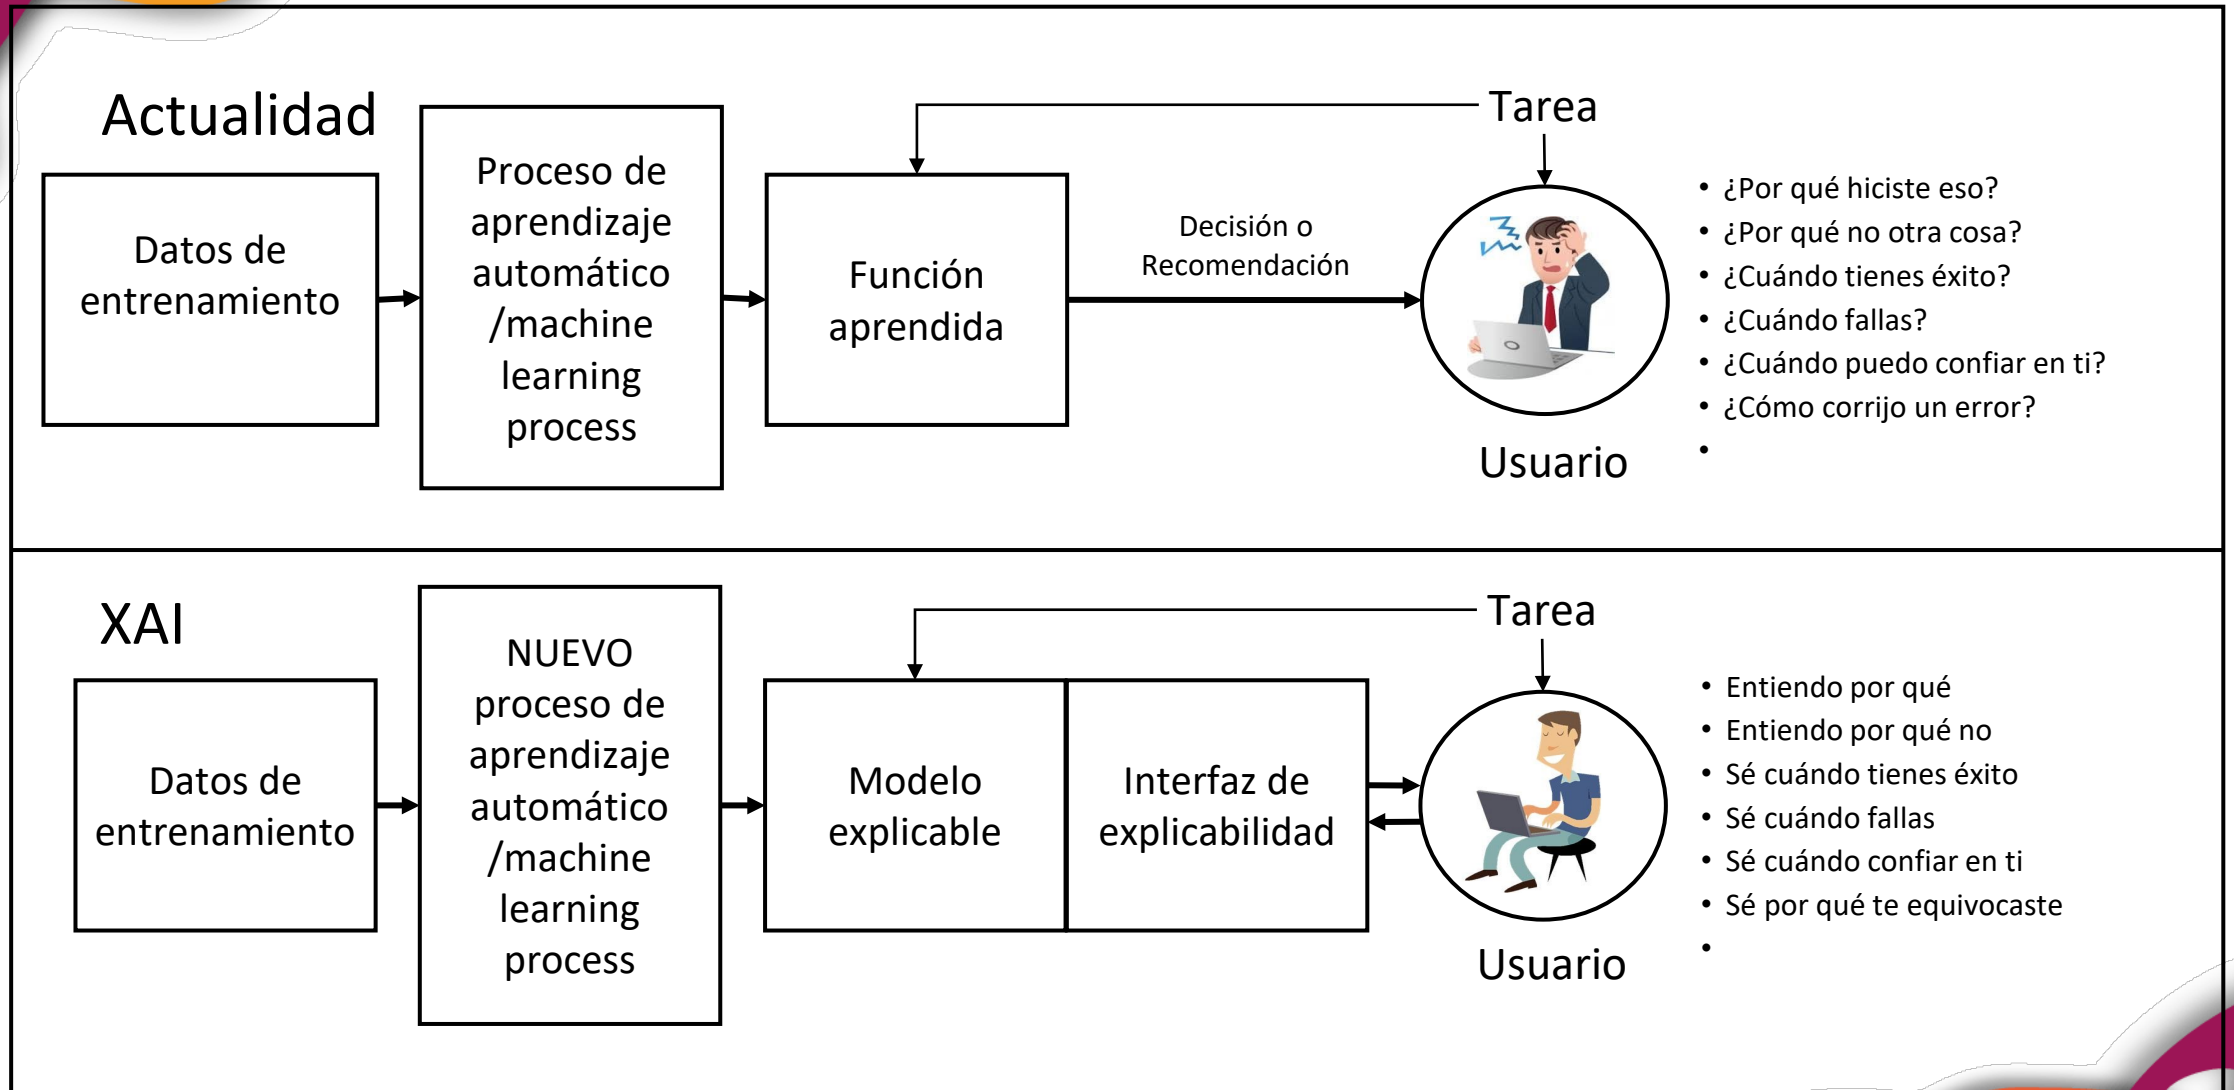 Actualidad
Datos de
entrenamiento
Proceso de
aprendizaje
automático
/machine
learning
process
Función
aprendida
Decisión o
Recomendación
Tarea
Usuario
• ¿Por qué hiciste eso?
• ¿Por qué no otra cosa?
• ¿Cuándo tienes éxito?
• ¿Cuándo fallas?
• ¿Cuándo puedo confiar en ti?
• ¿Cómo corrijo un error?
•
XAI
Datos de
entrenamiento
NUEVO
proceso de
aprendizaje
automático
/machine
learning
process
Modelo
explicable
Interfaz de
explicabilidad
Tarea
Usuario
• Entiendo por qué
• Entiendo por qué no
• Sé cuándo tienes éxito
• Sé cuándo fallas
• Sé cuándo confiar en ti
• Sé por qué te equivocaste
•